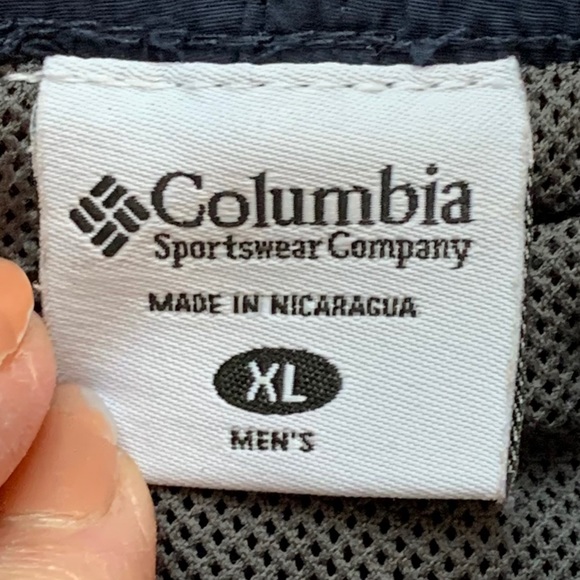 Columbia
Sportswear Company
MADE IN NICARAGUA
XL
MEN'S